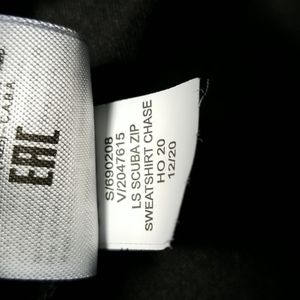 EAC
S/690208
V/2047615
LS SCUBA ZIP
SWEATSHIRT CHASE
HO 20
12/20